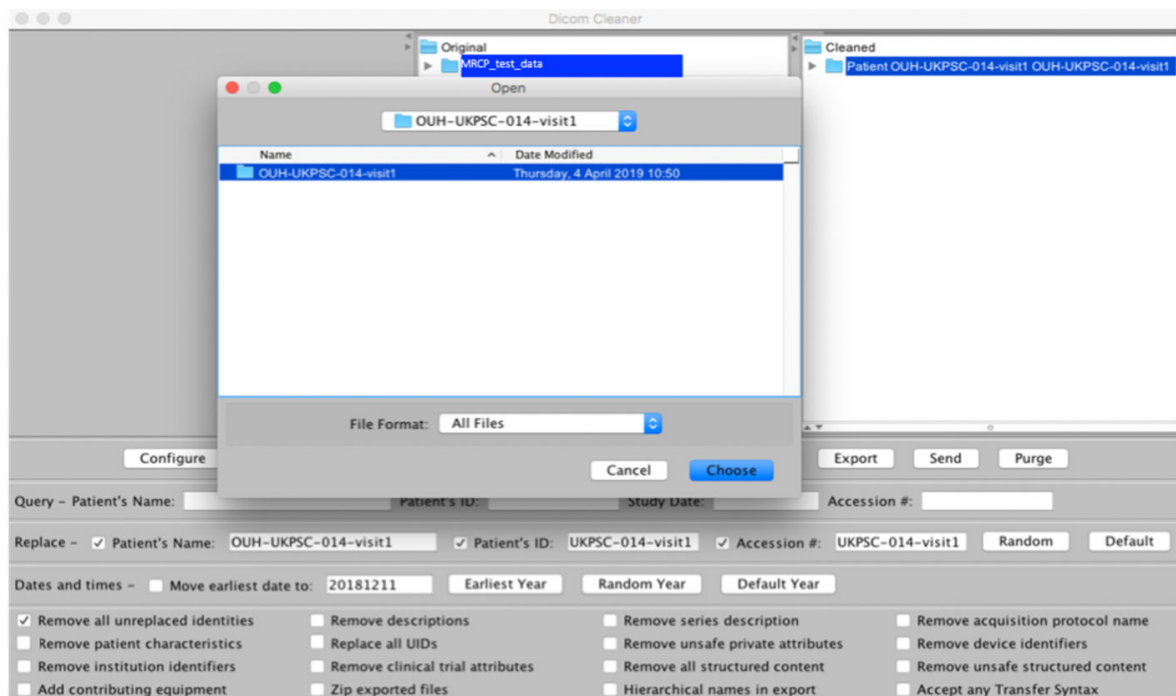 Dicom Cleaner
Original
MRCP_test_data
Cleaned
Patient OUH-UKPSC-014-visit1 OUH-UKPSC-014-visit1
Open
OUH-UKPSC-014-visit1
Name Date Modified
OUH-UKPSC-014-visit1 Thursday, 4 April 2019 10:50
File Format: All Files
Cancel Choose
Configure Export Send Purge
Query - Patient's Name: Patient's ID: Study Date: Accession #:
Replace - Patient's Name: OUH-UKPSC-014-visit1 Patient's ID: UKPSC-014-visit1 Accession #: UKPSC-014-visit1 Random Default
Dates and times - Move earliest date to: 20181211 Earliest Year Random Year Default Year
Remove all unreplaced identities Remove descriptions Remove series description Remove acquisition protocol name
Remove patient characteristics Replace all UIDs Remove unsafe private attributes Remove device identifiers
Remove institution identifiers Remove clinical trial attributes Remove all structured content Remove unsafe structured content
Add contributing equipment Zip exported files Hierarchical names in export Accept any Transfer Syntax